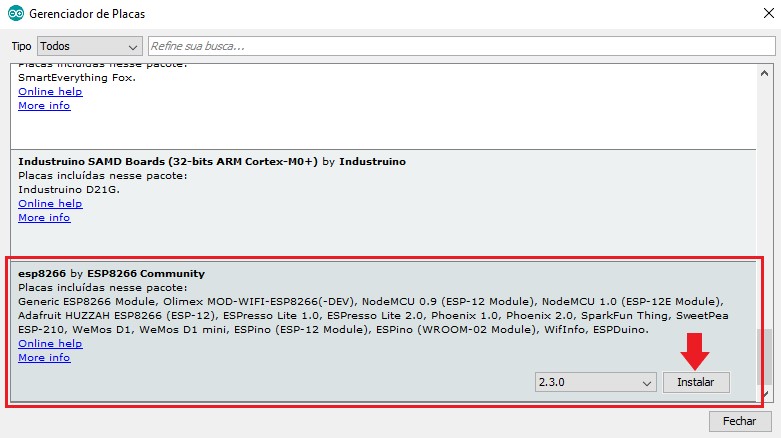 Gerenciador de Placas
Tipo Todos Refine sua busca...
Placas incluídas nesse pacote:
SmartEverything Fox.
Online help
More info
Industruino SAMD Boards (32-bits ARM Cortex-M0+) by Industruino
Placas incluídas nesse pacote:
Industruino D21G.
Online help
More info
esp8266 by ESP8266 Community
Placas incluídas nesse pacote:
Generic ESP8266 Module, Olimex MOD-WIFI-ESP8266(-DEV), NodeMCU 0.9 (ESP-12 Module), NodeMCU 1.0 (ESP-12E Module),
Adafruit HUZZAH ESP8266 (ESP-12), ESPresso Lite 1.0, ESPresso Lite 2.0, Phoenix 1.0, Phoenix 2.0, SparkFun Thing, SweetPea
ESP-210, WeMos D1, WeMos D1 mini, ESPino (ESP-12 Module), ESPino (WROOM-02 Module), WifInfo, ESPDuino.
Online help
More info
2.3.0 Instalar
Fechar